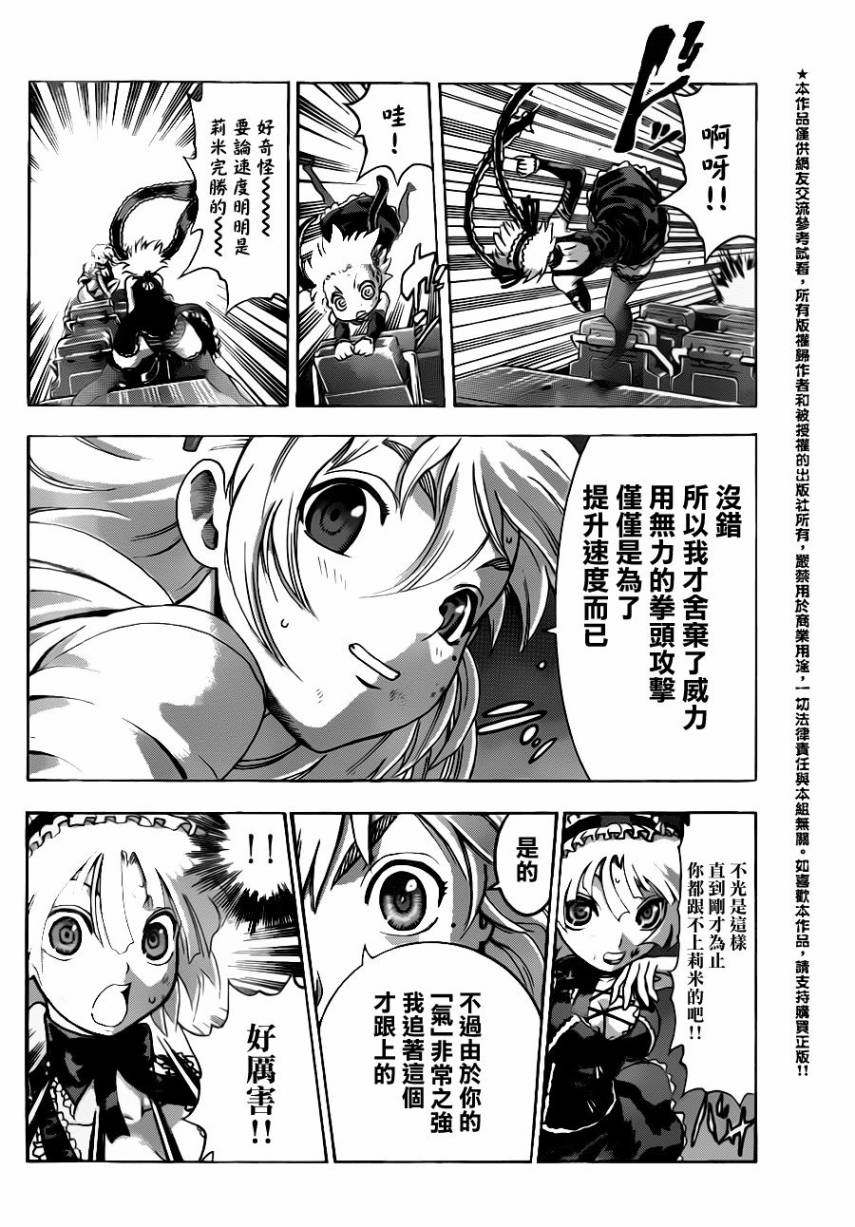 啊呀!!
哇!
好奇怪~
要論速度明明是~
莉米完勝的~
沒錯
所以我才舍棄了威力
用無力的拳頭攻擊
僅僅是為了
提升速度而已
不光是這樣
直到剛才為止
你都跟不上莉米的吧!!
是的
不過由於你的
「氣」非常之強
我追著這個
才跟上的
!!
好厲害!!
★本作品僅供網友交流參考試看，所有版權歸作者和被授權的出版社所有，嚴禁用於商業用途，一切法律責任與本組無關。如喜歡本作品，請支持購買正版!!